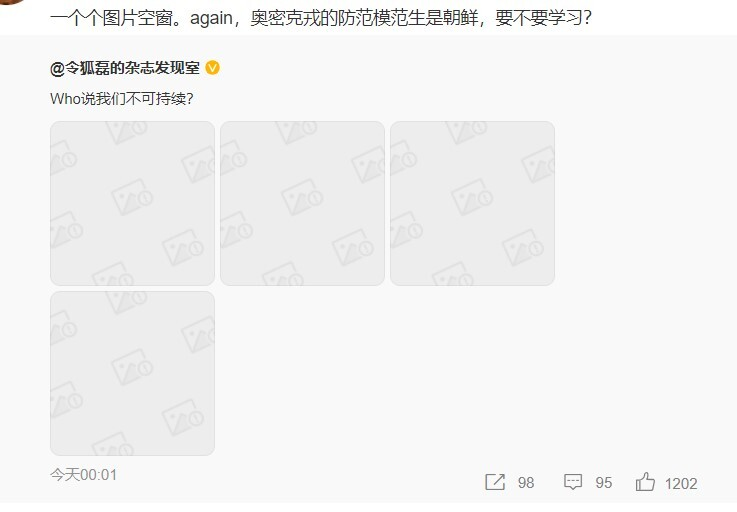 一个个图片空窗。again，奥密克戎的防范模范生是朝鲜，要不要学习?
@令狐磊的杂志发现室
Who说我们不可持续?
今天00:01
98
95
1202